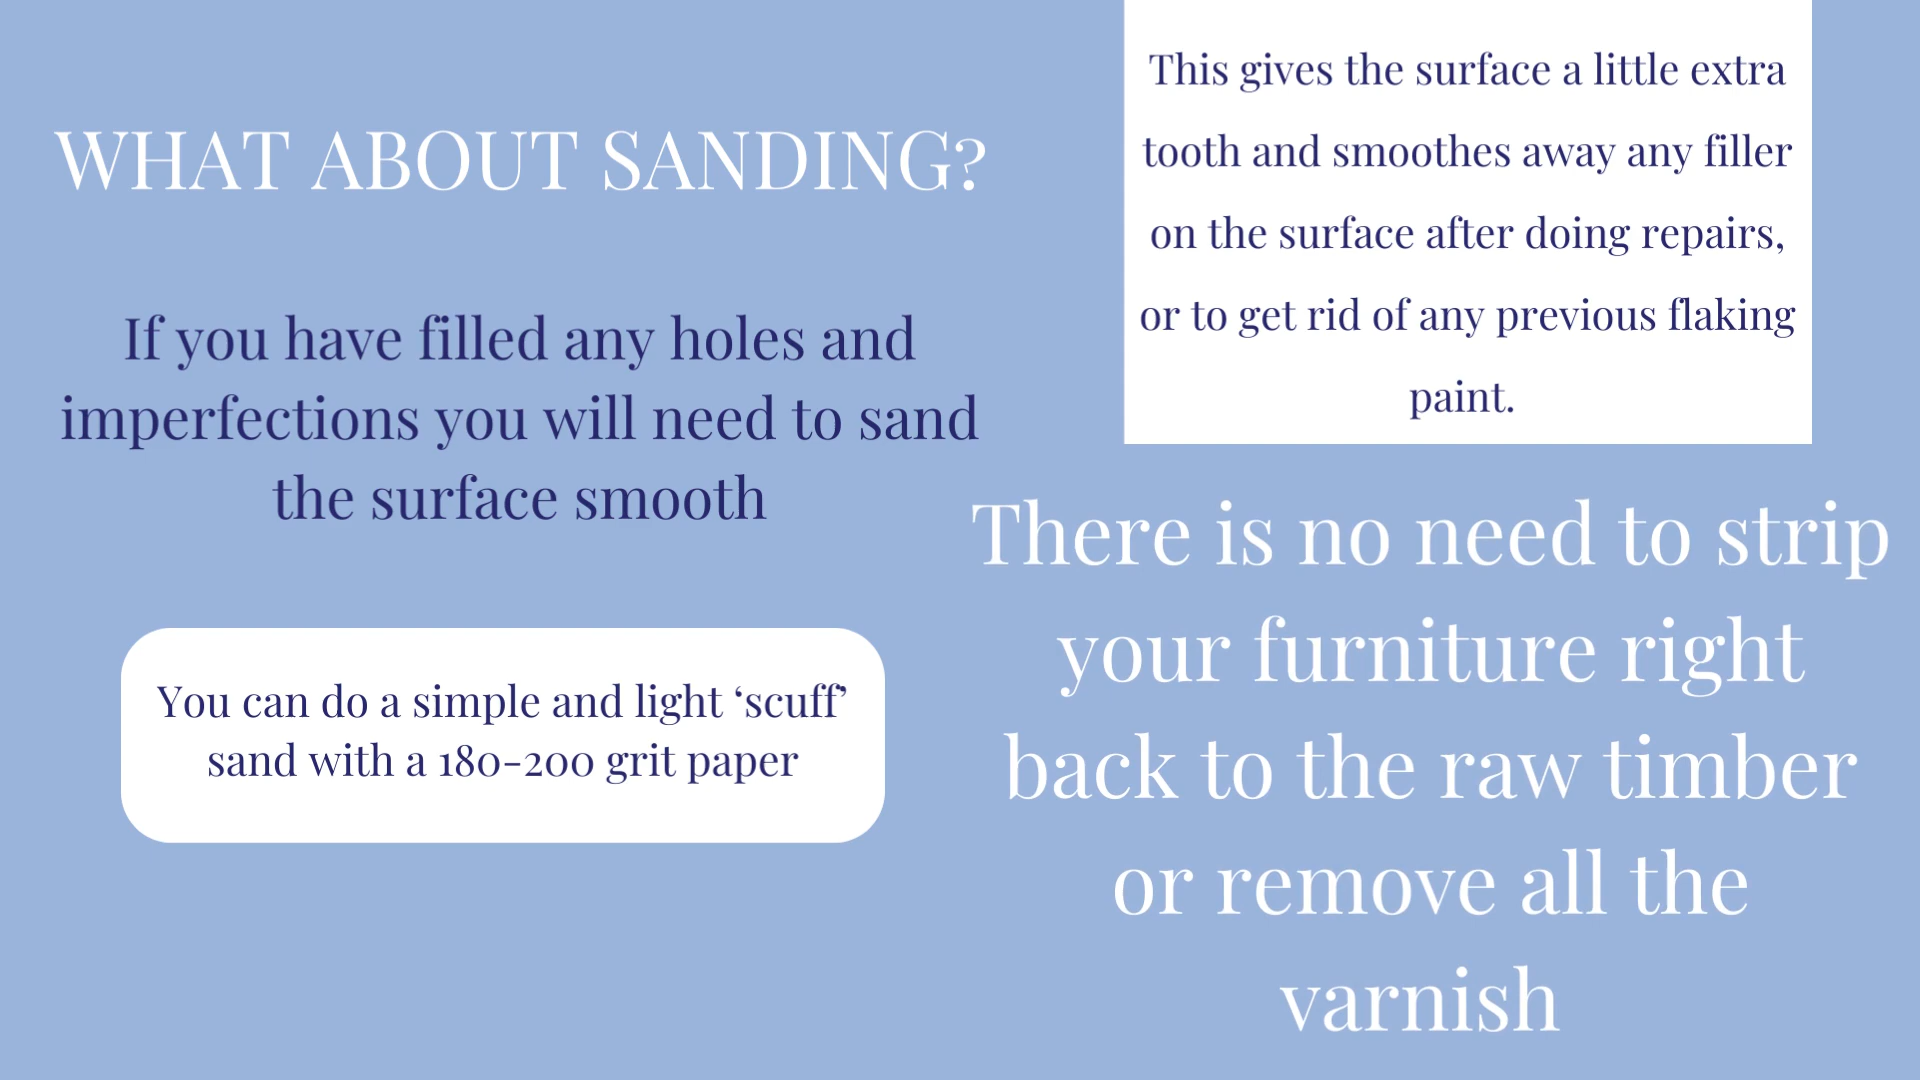 WHAT ABOUT SANDING?
If you have filled any holes and
imperfections you will need to sand
the surface smooth
You can do a simple and light ‘scuff’
sand with a 180-200 grit paper
This gives the surface a little extra
tooth and smoothes away any filler
on the surface after doing repairs,
or to get rid of any previous flaking
paint.
There is no need to strip
your furniture right
back to the raw timber
or remove all the
varnish